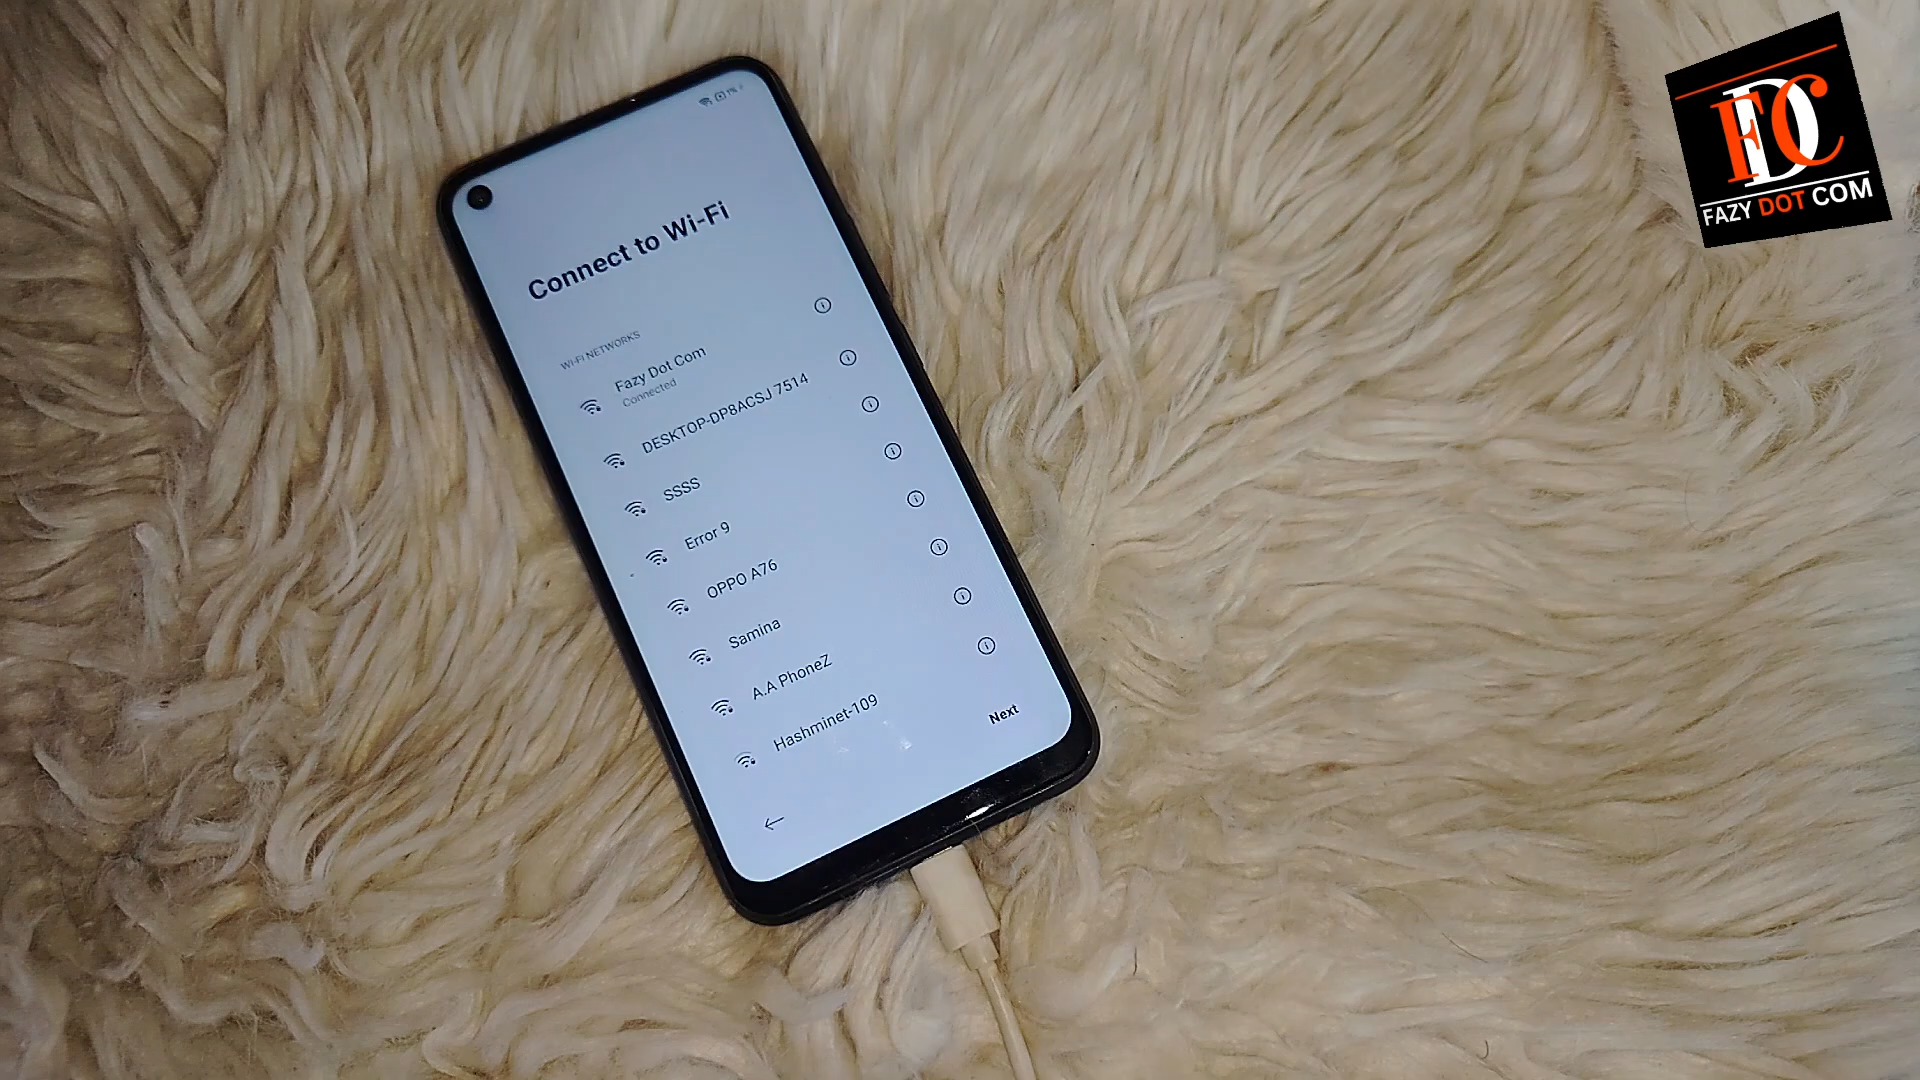 1%
Connect to Wi-Fi
WI-FI NETWORKS
Fazy Dot Com
Connected
DESKTOP-DP8ACSJ 7514
SSSS
Error 9
OPPO A76
Samina
A.A PhoneZ
Hashminet-109
Next
FDC
FAZY DOT COM